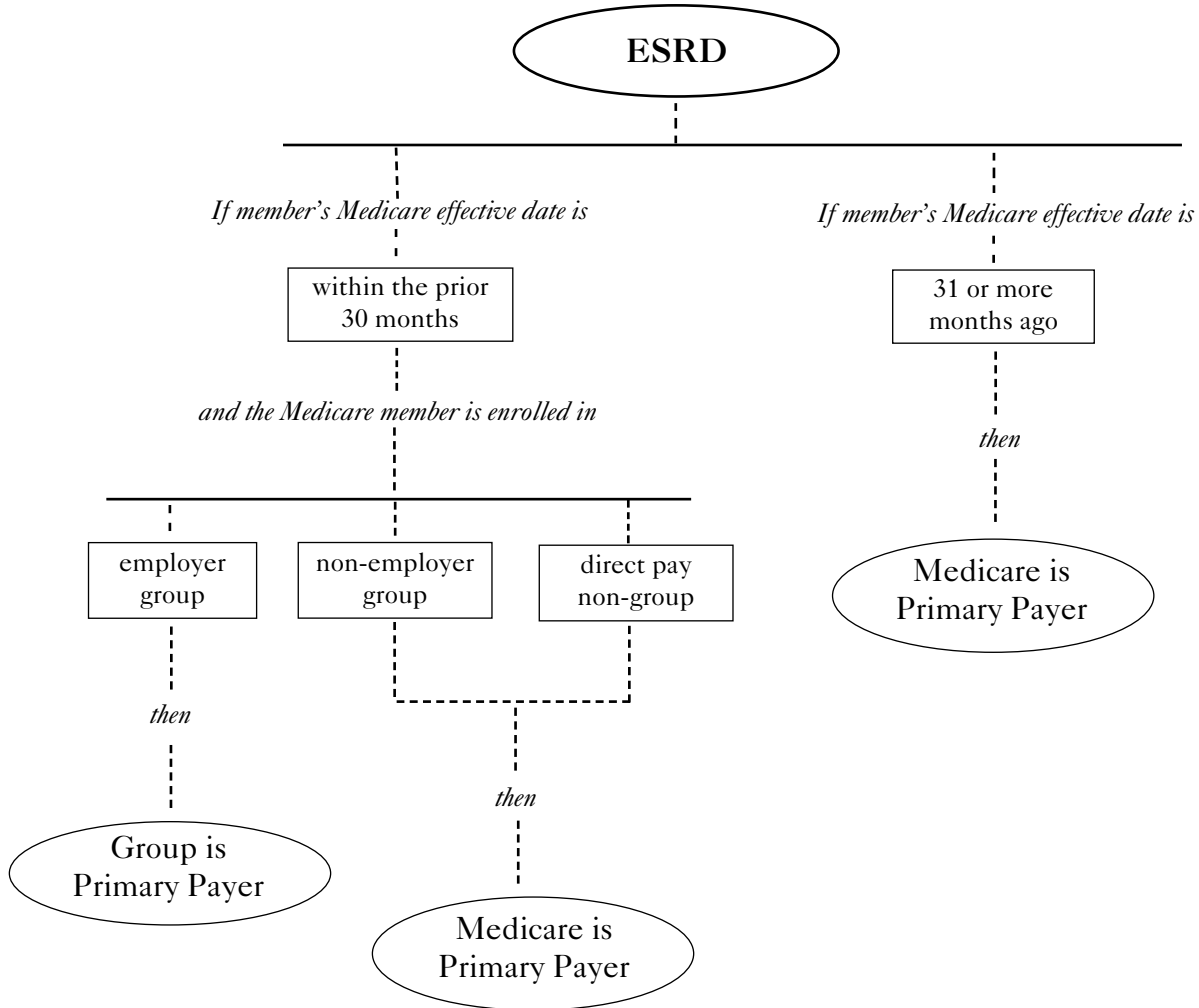 ESRD
If member’s Medicare effective date is
If member’s Medicare effective date is
within the prior
30 months
31 or more
months ago
and the Medicare member is enrolled in
then
employer
group
non-employer
group
direct pay
non-group
Medicare is
Primary Payer
then
then
Group is
Primary Payer
Medicare is
Primary Payer